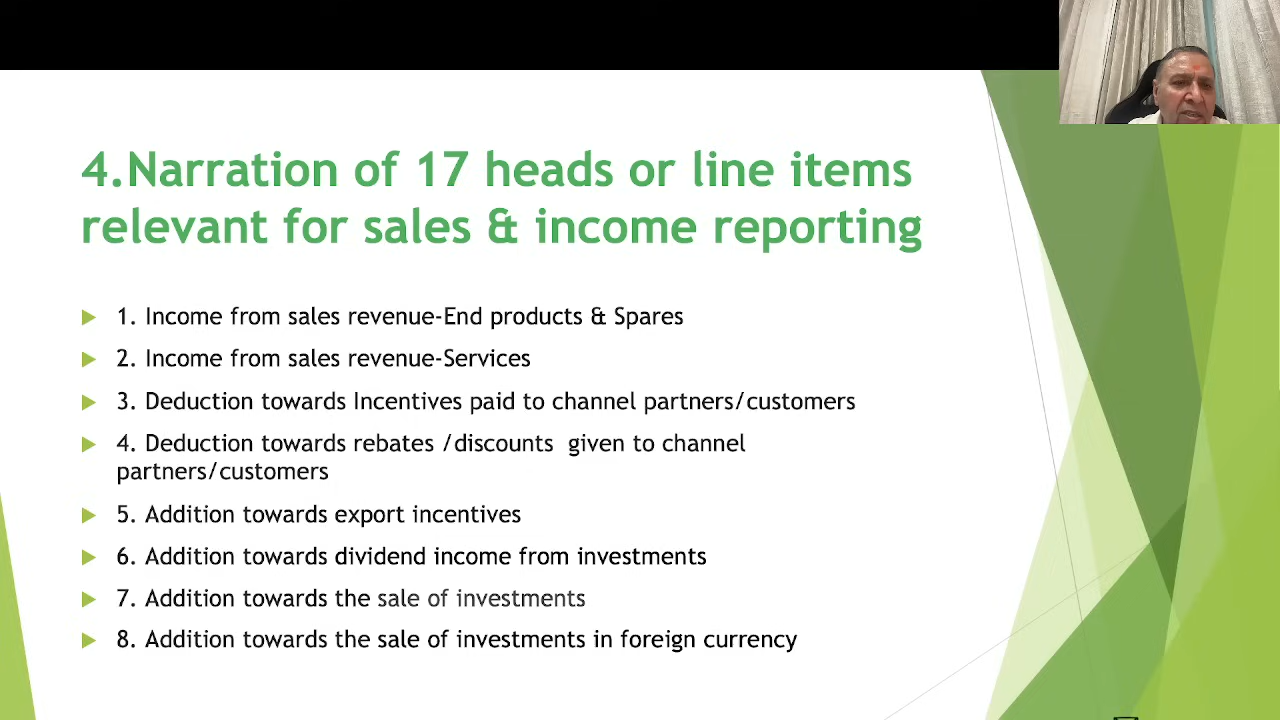 4.Narration of 17 heads or line items
relevant for sales & income reporting
1. Income from sales revenue-End products & Spares
2. Income from sales revenue-Services
3. Deduction towards Incentives paid to channel partners/customers
4. Deduction towards rebates /discounts  given to channel
partners/customers
5. Addition towards export incentives
6. Addition towards dividend income from investments
7. Addition towards the sale of investments
8. Addition towards the sale of investments in foreign currency